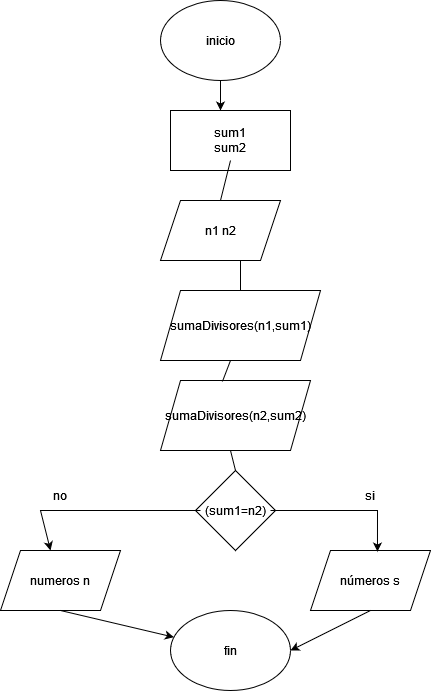 inicio
sum1
sum2
n1 n2
sumaDivisores(n1,sum1)
sumaDivisores(n2,sum2)
no
si
(sum1=n2)
numeros n
números s
fin